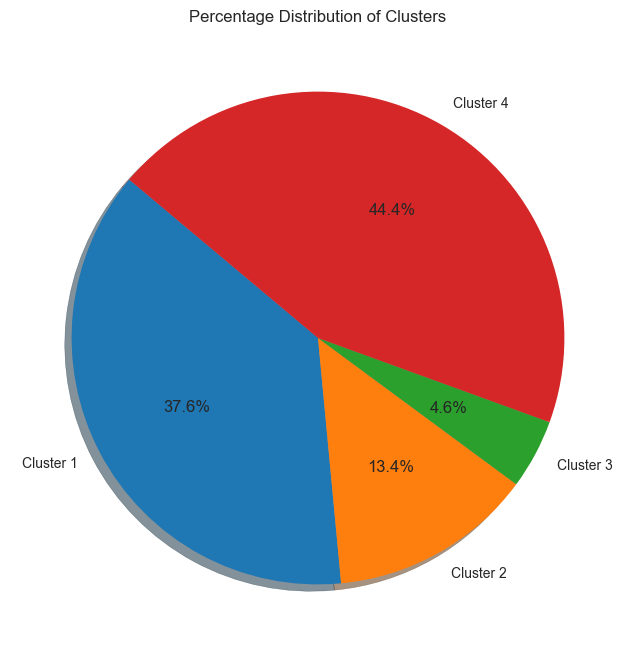 Percentage Distribution of Clusters
Cluster 4
44.4%
37.6%
4.6%
Cluster 1
Cluster 3
13.4%
Cluster 2